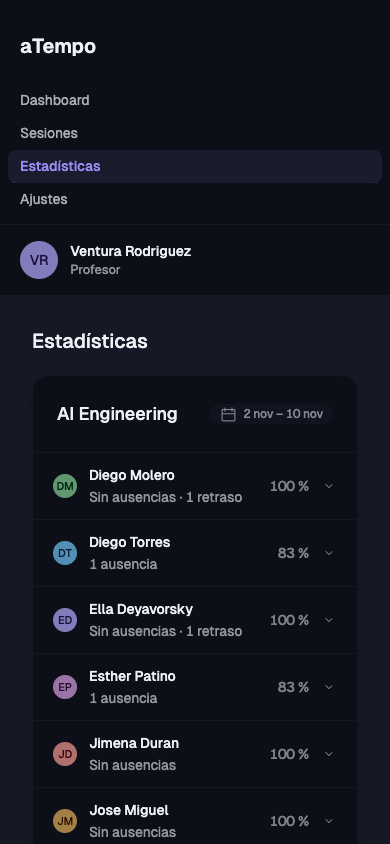 aTempo
Dashboard
Sesiones
Estadísticas
Ajustes
VR
Ventura Rodriguez
Profesor
Estadísticas
AI Engineering
2 nov – 10 nov
DM
Diego Molero
Sin ausencias · 1 retraso
100 %
DT
Diego Torres
1 ausencia
83 %
ED
Ella Deyavorsky
Sin ausencias · 1 retraso
100 %
EP
Esther Patino
1 ausencia
83 %
JD
Jimena Duran
Sin ausencias
100 %
JM
Jose Miguel
Sin ausencias
100 %